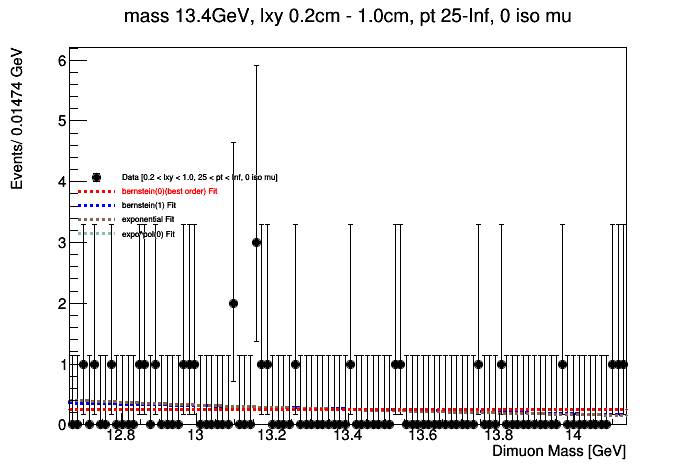 mass 13.4GeV, lxy 0.2cm - 1.0cm, pt 25-Inf, 0 iso mu
Events/ 0.01474 GeV
6
5
4
3
2
1
0
Data [0.2 < lxy < 1.0, 25 < pt < Inf, 0 iso mu]
bernstein(0)(best order) Fit
bernstein(1) Fit
exponential Fit
expo*pol(0) Fit
12.8 13 13.2 13.4 13.6 13.8 14
Dimuon Mass [GeV]